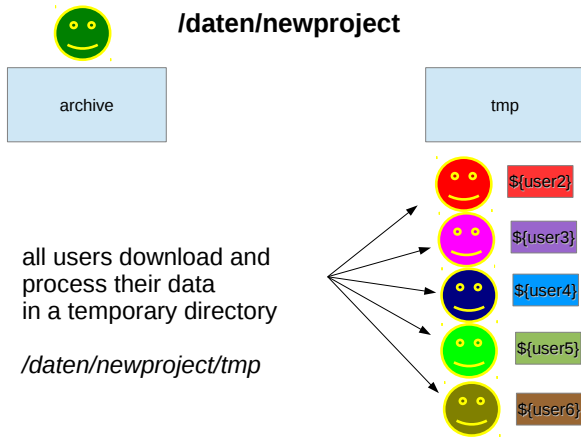 /daten/newproject
archive
tmp
${user2}
${user3}
${user4}
${user5}
${user6}
all users download and
process their data
in a temporary directory
/daten/newproject/tmp